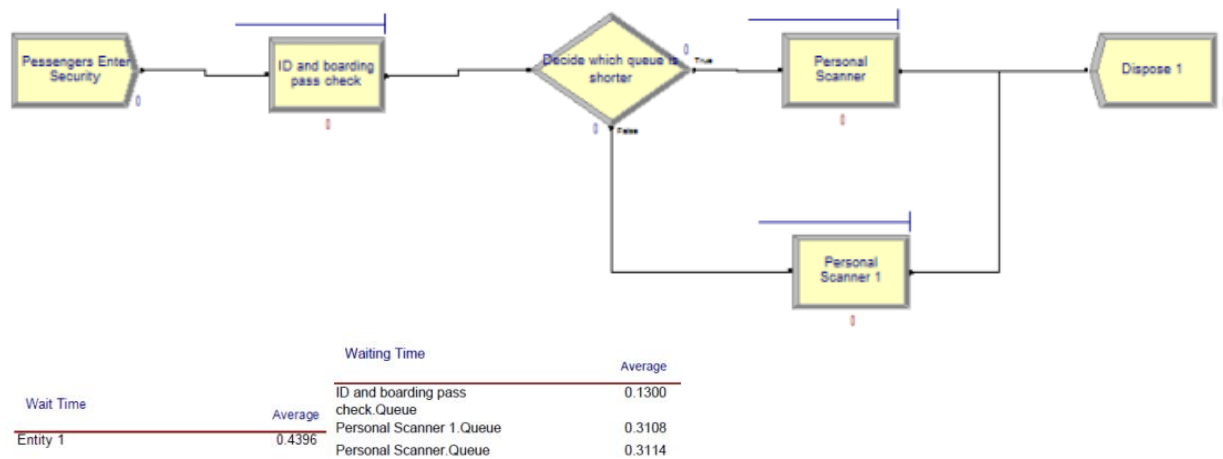 Pessengers Enter
Security
0
ID and boarding
pass check
0
Decide which queue is
shorter
0
True
0
False
Personal
Scanner
0
Dispose 1
Personal
Scanner 1
0
Wait Time
Average
Entity 1
0.4396
Waiting Time
Average
ID and boarding pass
check.Queue
0.1300
Personal Scanner 1.Queue
0.3108
Personal Scanner.Queue
0.3114